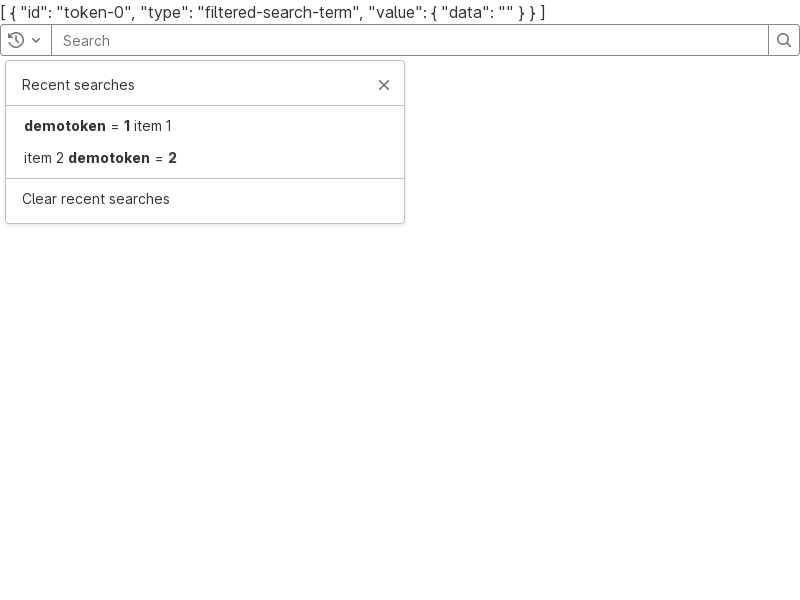 [ { "id": "token-0", "type": "filtered-search-term", "value": { "data": "" } } ]
Search
Recent searches
demotoken = 1 item 1
item 2 demotoken = 2
Clear recent searches